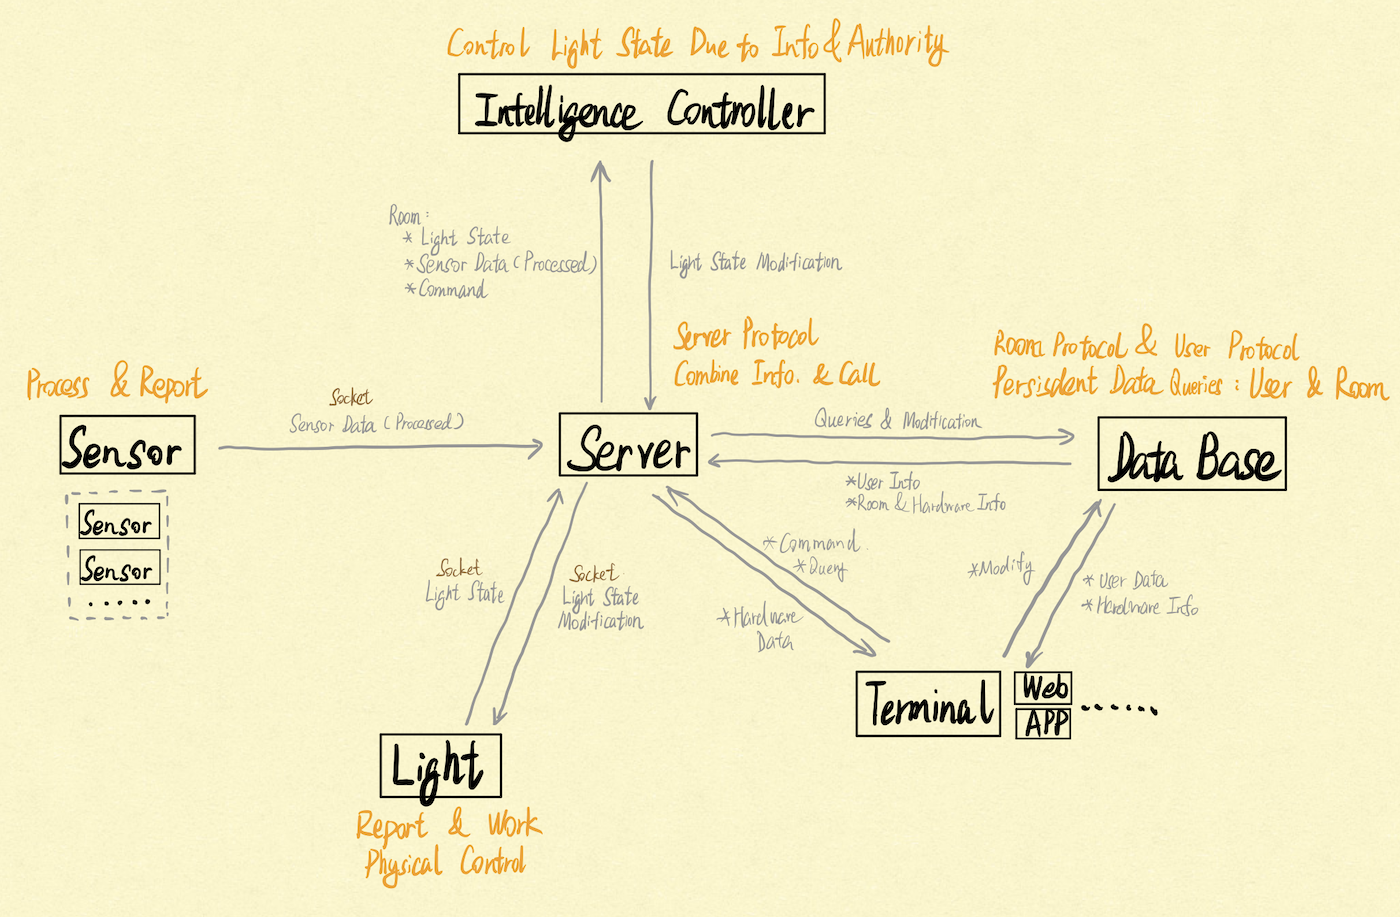 Control Light State Due to Info & Authority
Intelligence Controller
Room:
* Light State
* Sensor Data (Processed)
* Command
Light State Modification
Server Protocol
Combine Info. & Call
Room Protocol & User Protocol
Persisdent Data Queries : User & Room
Process & Report
Sensor
Socket
Sensor Data (Processed)
Server
Queries & Modification
Data Base
* User Info
* Room & Hardware Info
Sensor
Sensor
......
Socket
Light State
Socket
Light State
Modification
* Command.
* Query
* Hardware
Data
* Modify
* User Data
* Hardware Info
Terminal
Web
APP
......
Light
Report & Work
Physical Control